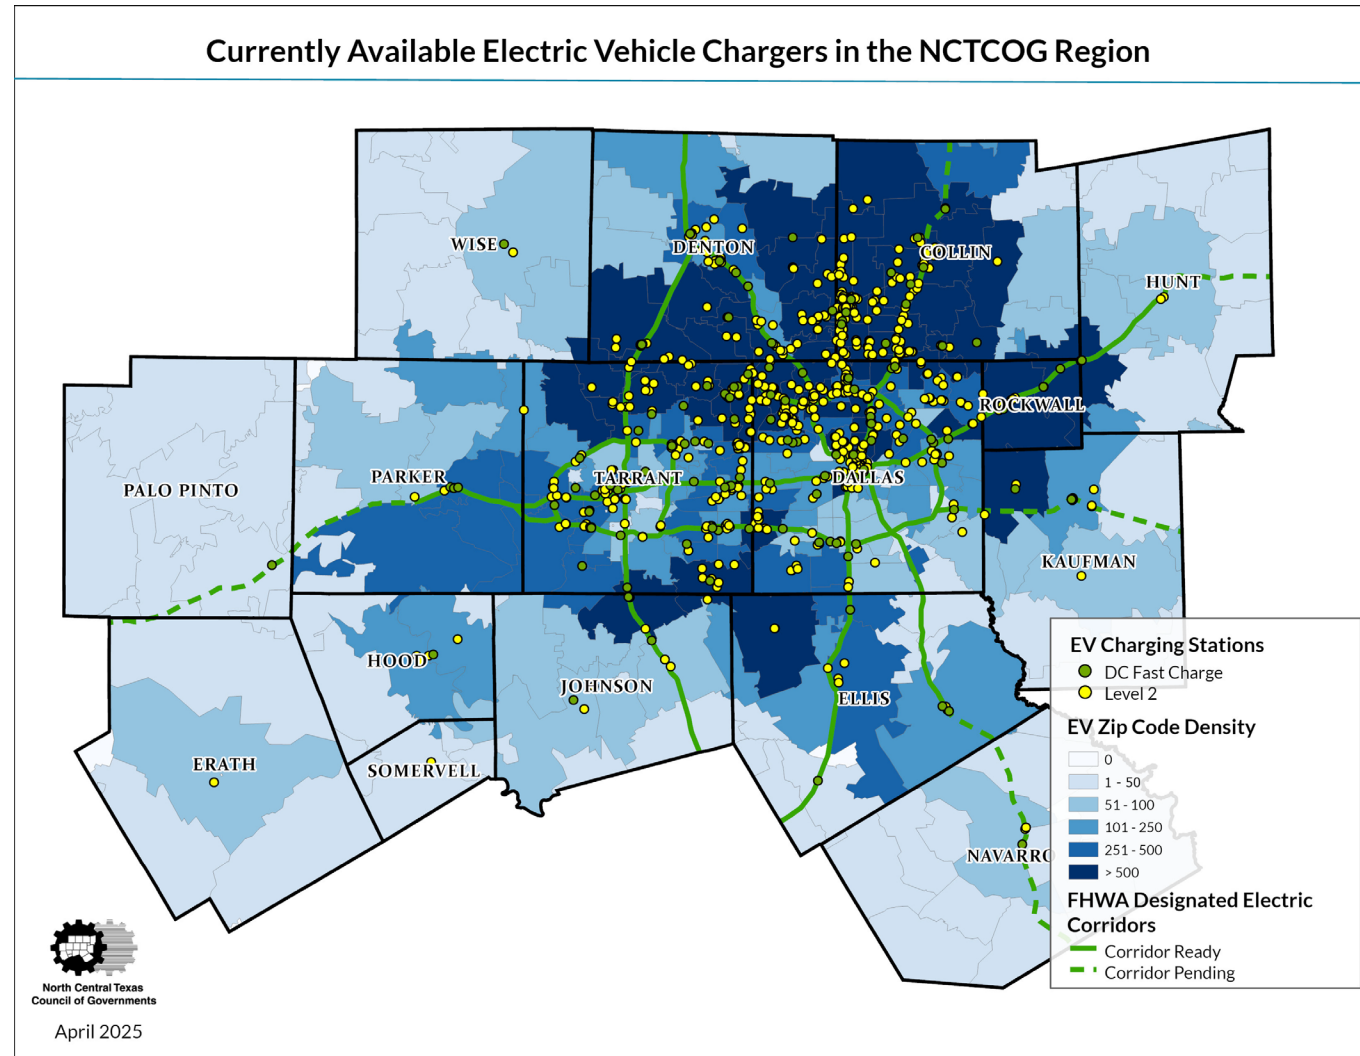 Currently Available Electric Vehicle Chargers in the NCTCOG Region
WISE
DENTON
COLLIN
HUNT
ROCKWALL
PALO PINTO
PARKER
TARRANT
DALLAS
KAUFMAN
HOOD
JOHNSON
ELLIS
ERATH
SOMERVELL
NAVARRO
EV Charging Stations
DC Fast Charge
Level 2
EV Zip Code Density
0
1 - 50
51 - 100
101 - 250
251 - 500
> 500
FHWA Designated Electric
Corridors
Corridor Ready
Corridor Pending
North Central Texas
Council of Governments
April 2025